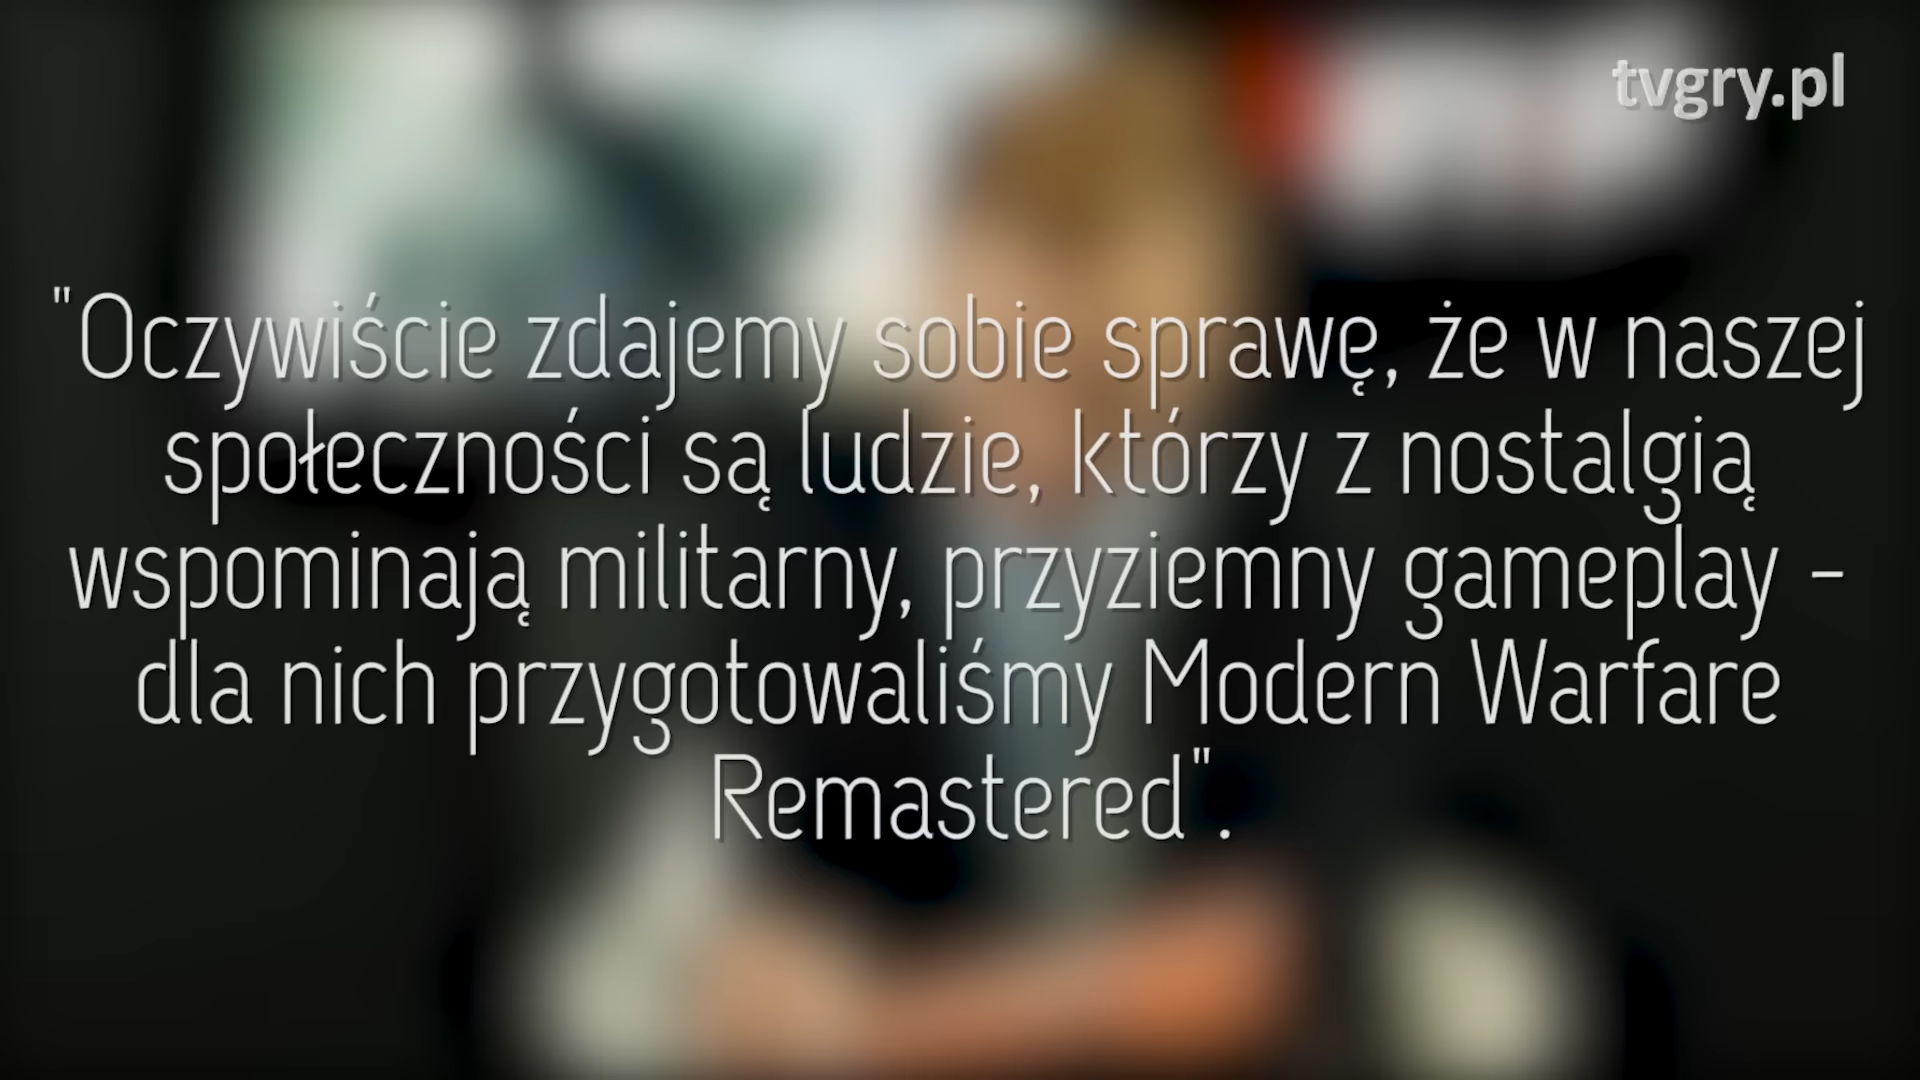 tvgry.pl
"Oczywiście zdajemy sobie sprawę, że w naszej
społeczności są ludzie, którzy z nostalgią
wspominają militarny, przyziemny gameplay -
dla nich przygotowaliśmy Modern Warfare
Remastered".